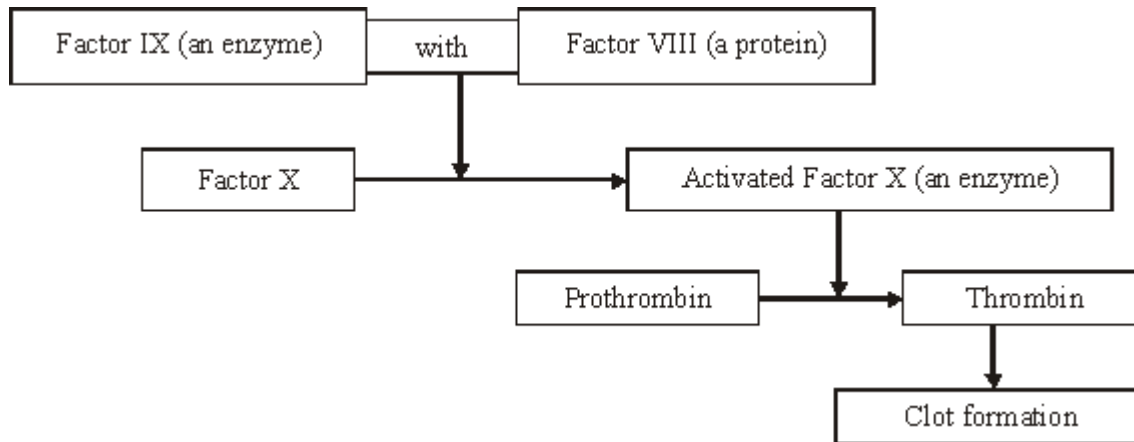 Factor IX (an enzyme)
with
Factor VIII (a protein)
Factor X
Activated Factor X (an enzyme)
Prothrombin
Thrombin
Clot formation